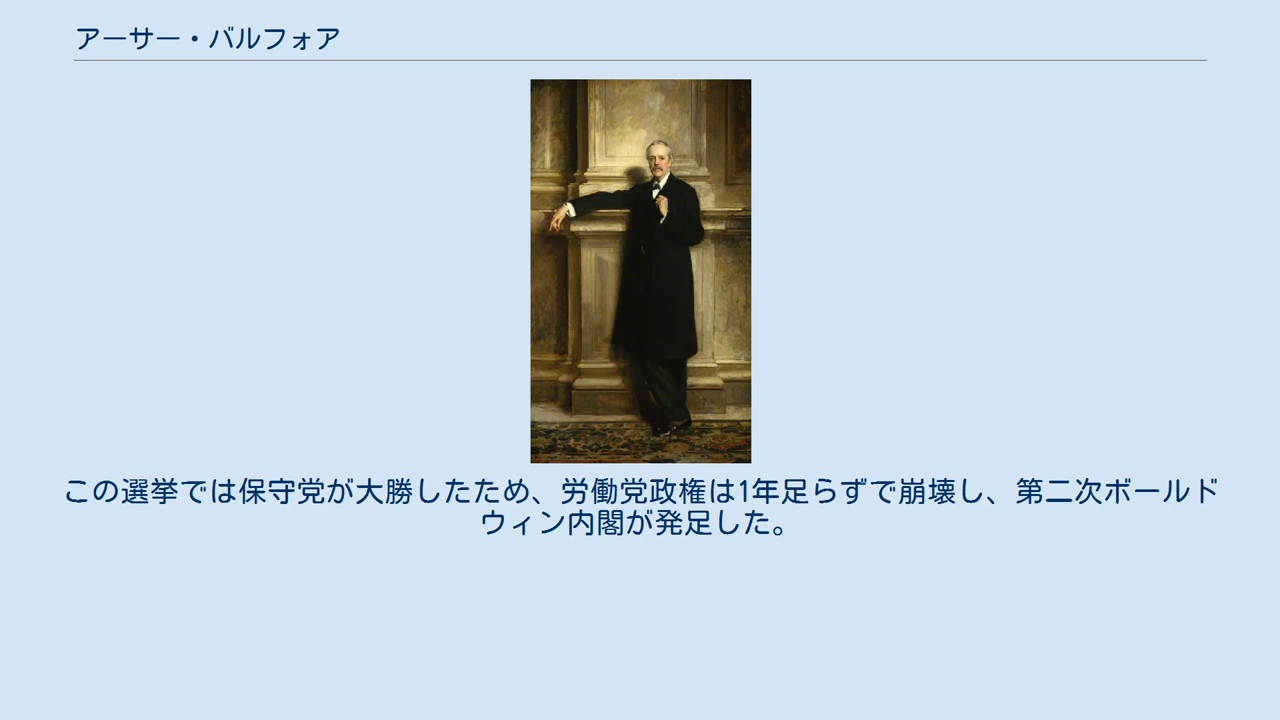 アーサー・バルフォア
この選挙では保守党が大勝したため、労働党政権は1年足らずで崩壊し、第二次ボールド
ウィン内閣が発足した。